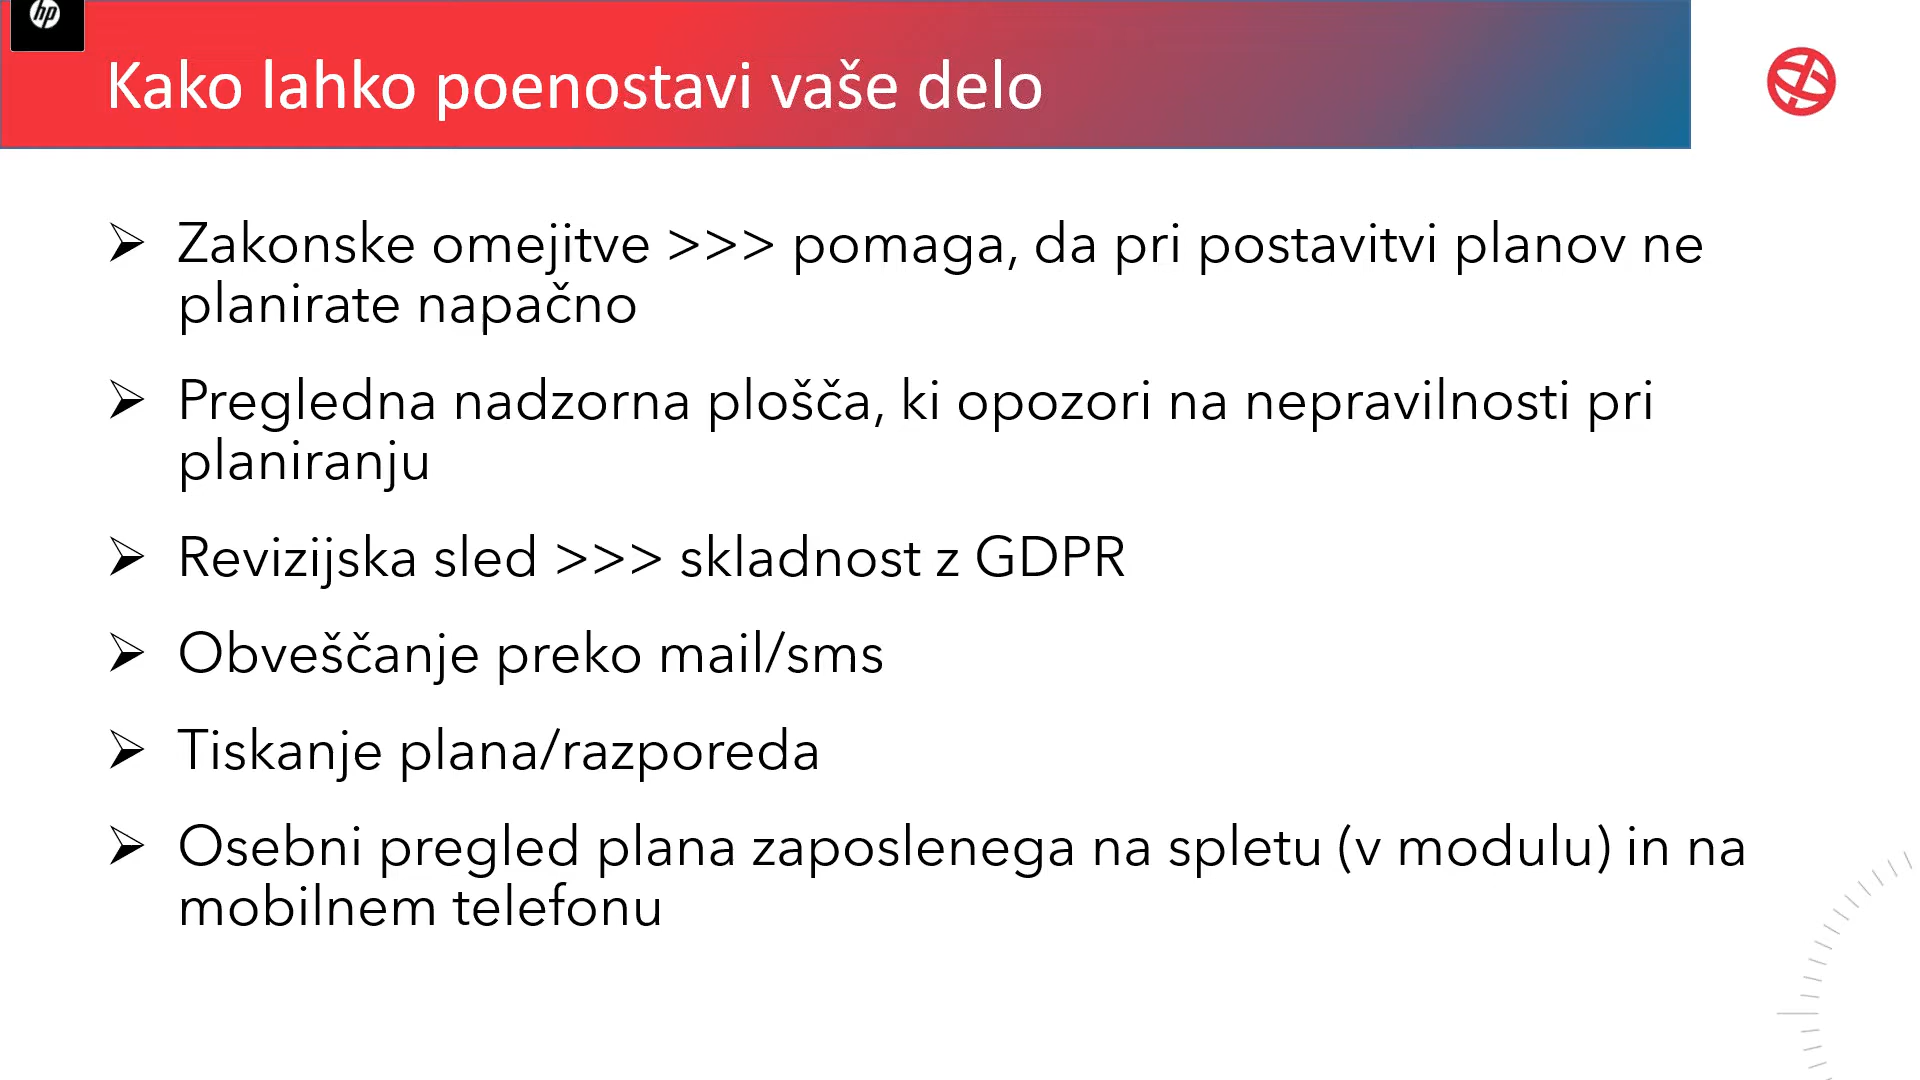 hp
Kako lahko poenostavi vaše delo
Zakonske omejitve >>> pomaga, da pri postavitvi planov ne
planirate napačno
Pregledna nadzorna plošča, ki opozori na nepravilnosti pri
planiranju
Revizijska sled >>> skladnost z GDPR
Obveščanje preko mail/sms
Tiskanje plana/razporeda
Osebni pregled plana zaposlenega na spletu (v modulu) in na
mobilnem telefonu